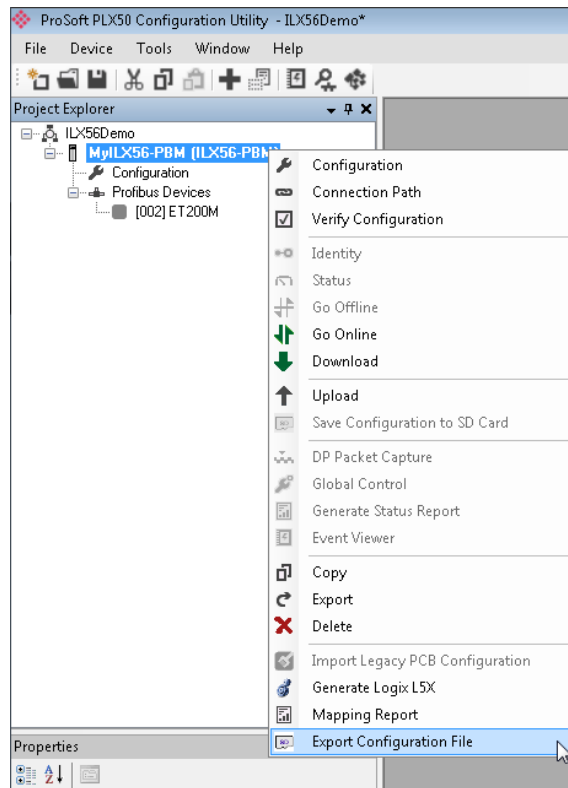 ProSoft PLX50 Configuration Utility - ILX56Demo*
File Device Tools Window Help
Project Explorer
ILX56Demo
MyILX56-PBM (ILX56-PBM)
Configuration
Profibus Devices
[002] ET200M
Configuration
Connection Path
Verify Configuration
Identity
Status
Go Offline
Go Online
Download
Upload
Save Configuration to SD Card
DP Packet Capture
Global Control
Generate Status Report
Event Viewer
Copy
Export
Delete
Import Legacy PCB Configuration
Generate Logix L5X
Mapping Report
Export Configuration File
Properties